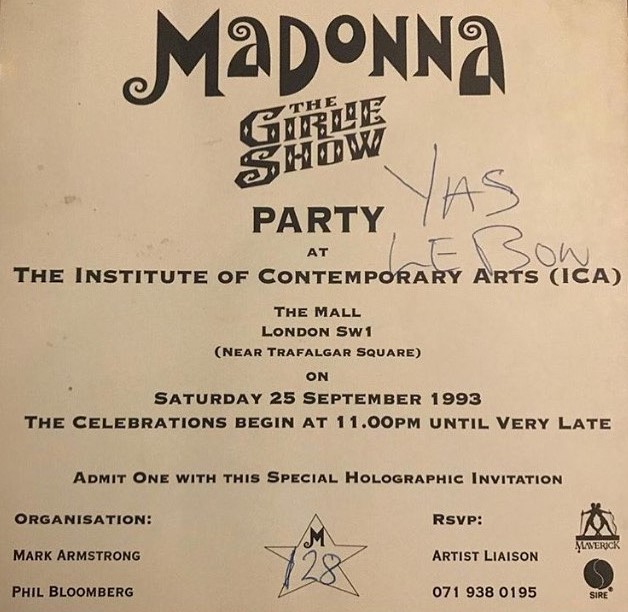 MADONNA
THE
GIRLIE
SHOW
YAS
LE BON
PARTY
AT
THE INSTITUTE OF CONTEMPORARY ARTS (ICA)
THE MALL
LONDON SW1
(NEAR TRAFALGAR SQUARE)
ON
SATURDAY 25 SEPTEMBER 1993
THE CELEBRATIONS BEGIN AT 11.00PM UNTIL VERY LATE
ADMIT ONE WITH THIS SPECIAL HOLOGRAPHIC INVITATION
ORGANISATION:
MARK ARMSTRONG
PHIL BLOOMBERG
M
128
RSVP:
ARTIST LIAISON
071 938 0195
MAVERICK
SIRE®